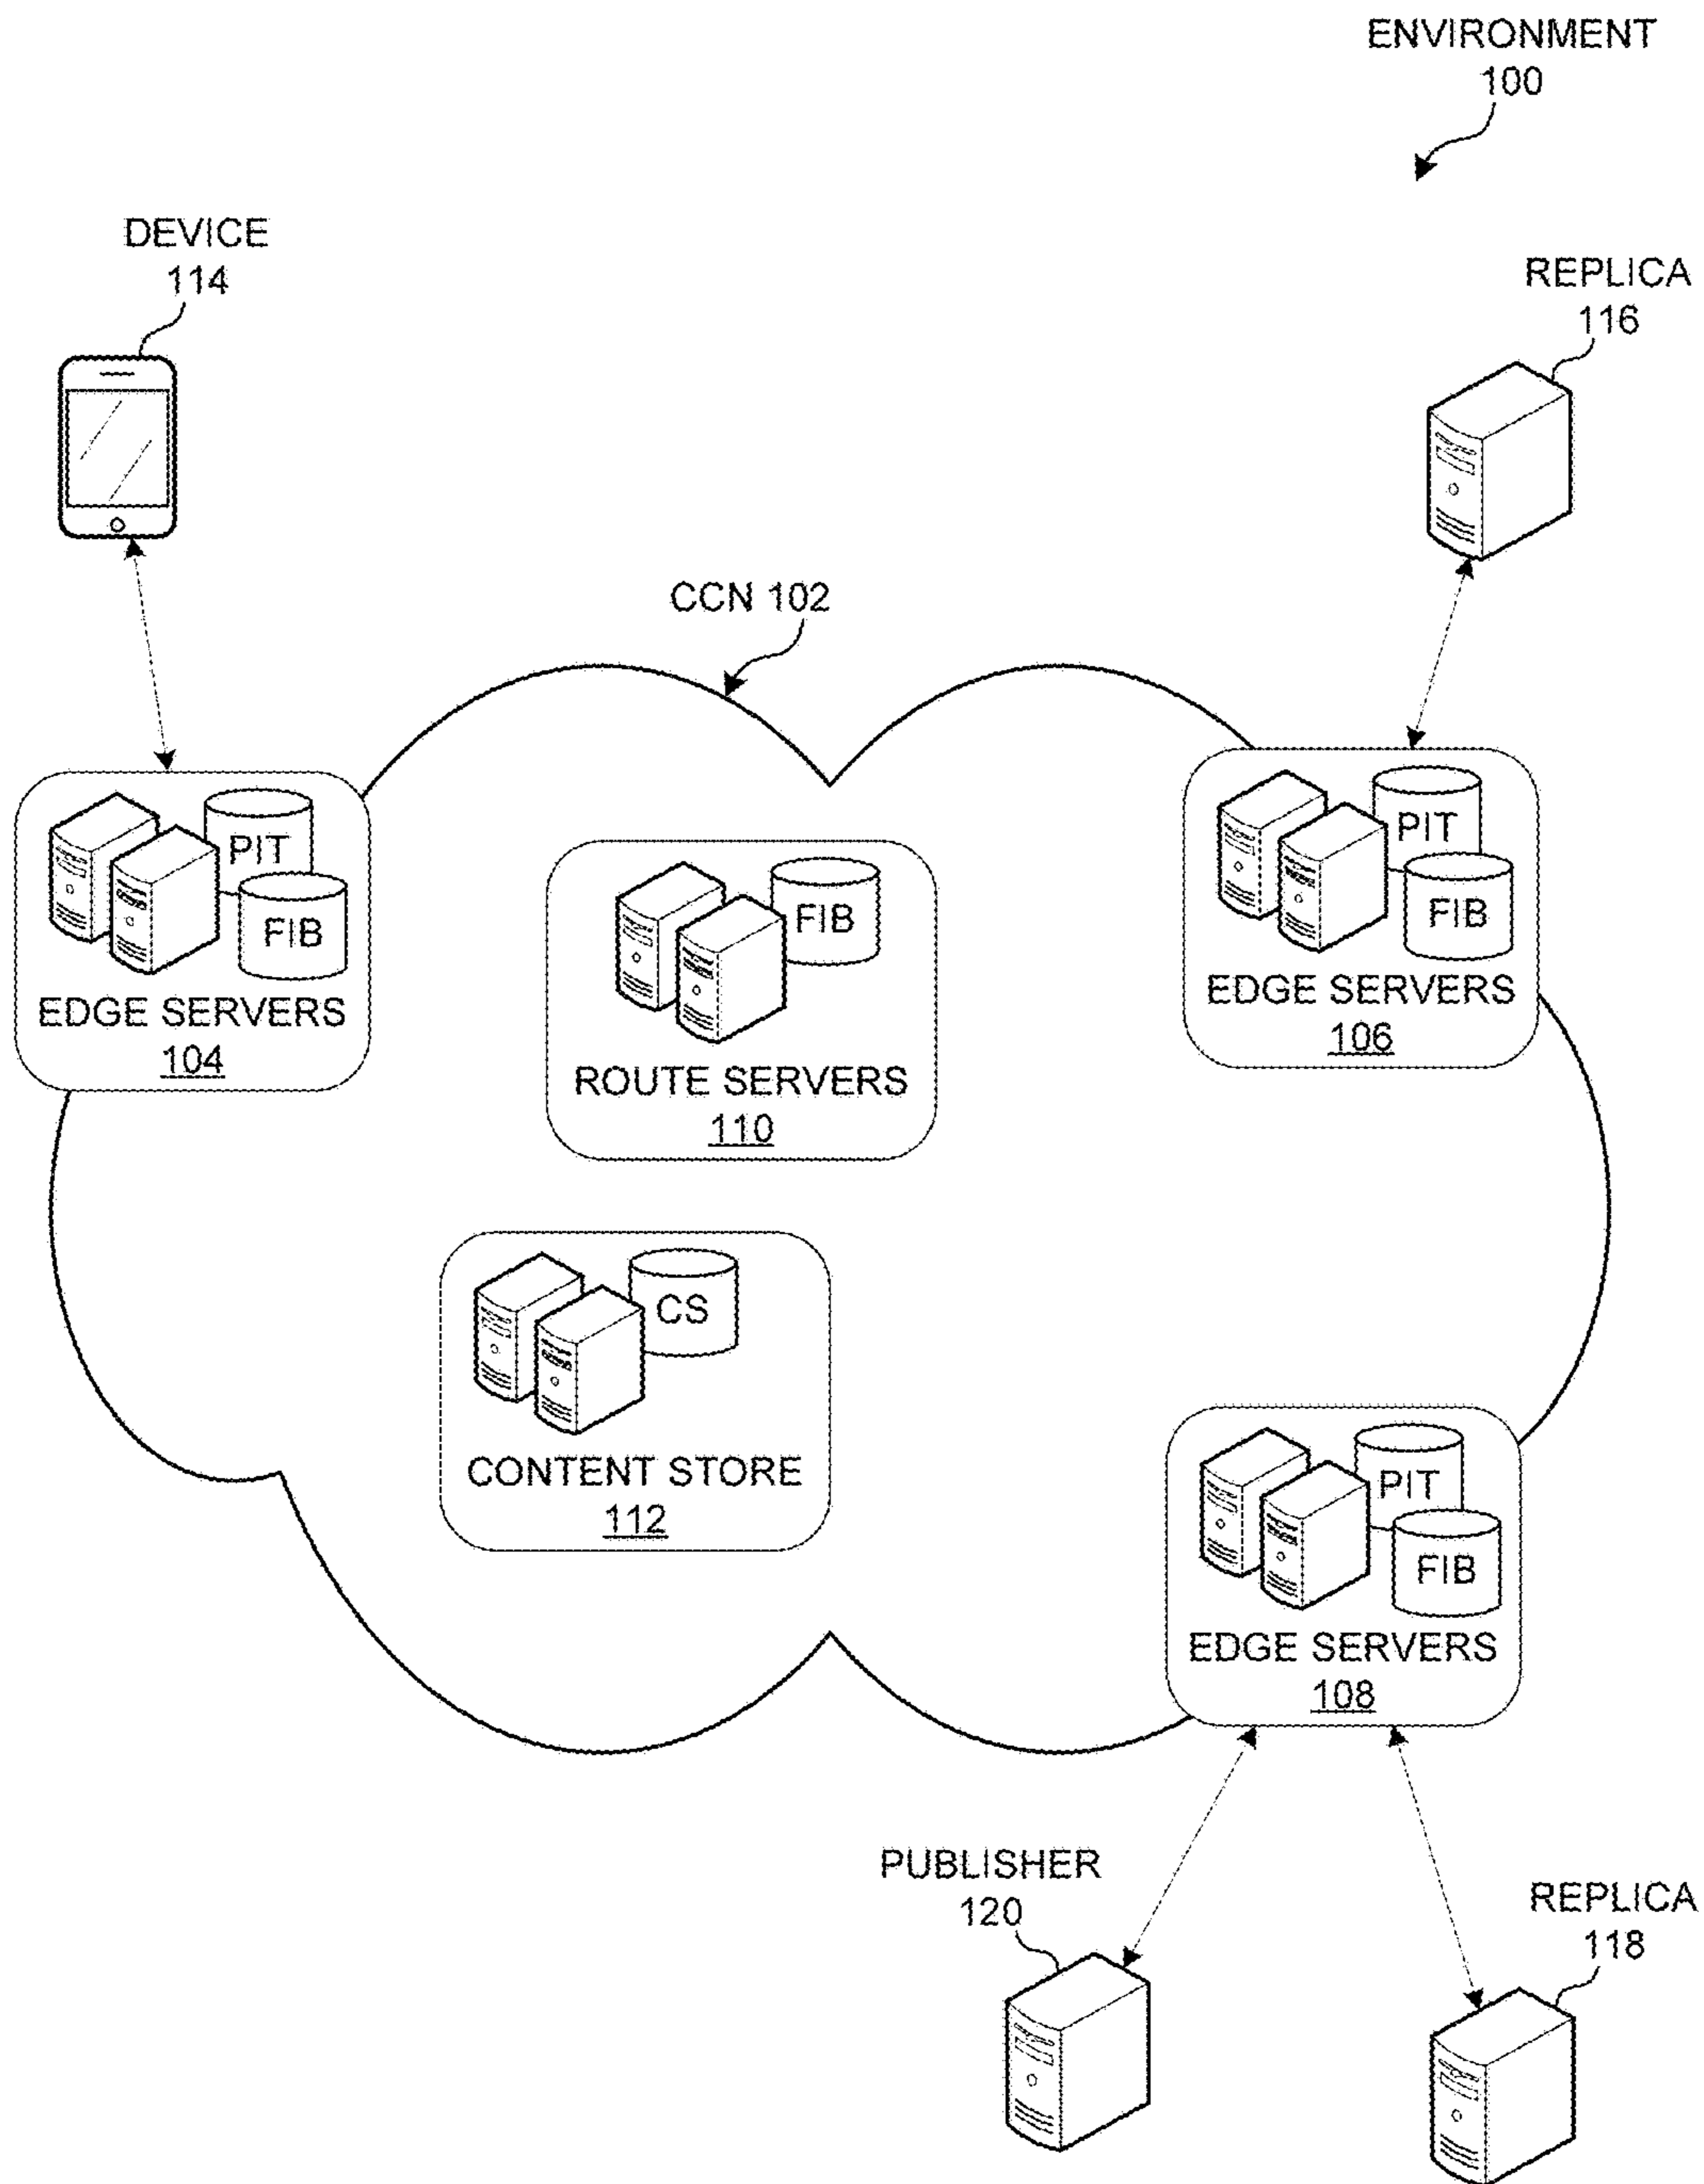 ENVIRONMENT
100
DEVICE
114
REPLICA
116
CCN 102
PIT
FIB
EDGE SERVERS
104
FIB
ROUTE SERVERS
110
PIT
FIB
EDGE SERVERS
106
CS
CONTENT STORE
112
PIT
FIB
EDGE SERVERS
108
PUBLISHER
120
REPLICA
118